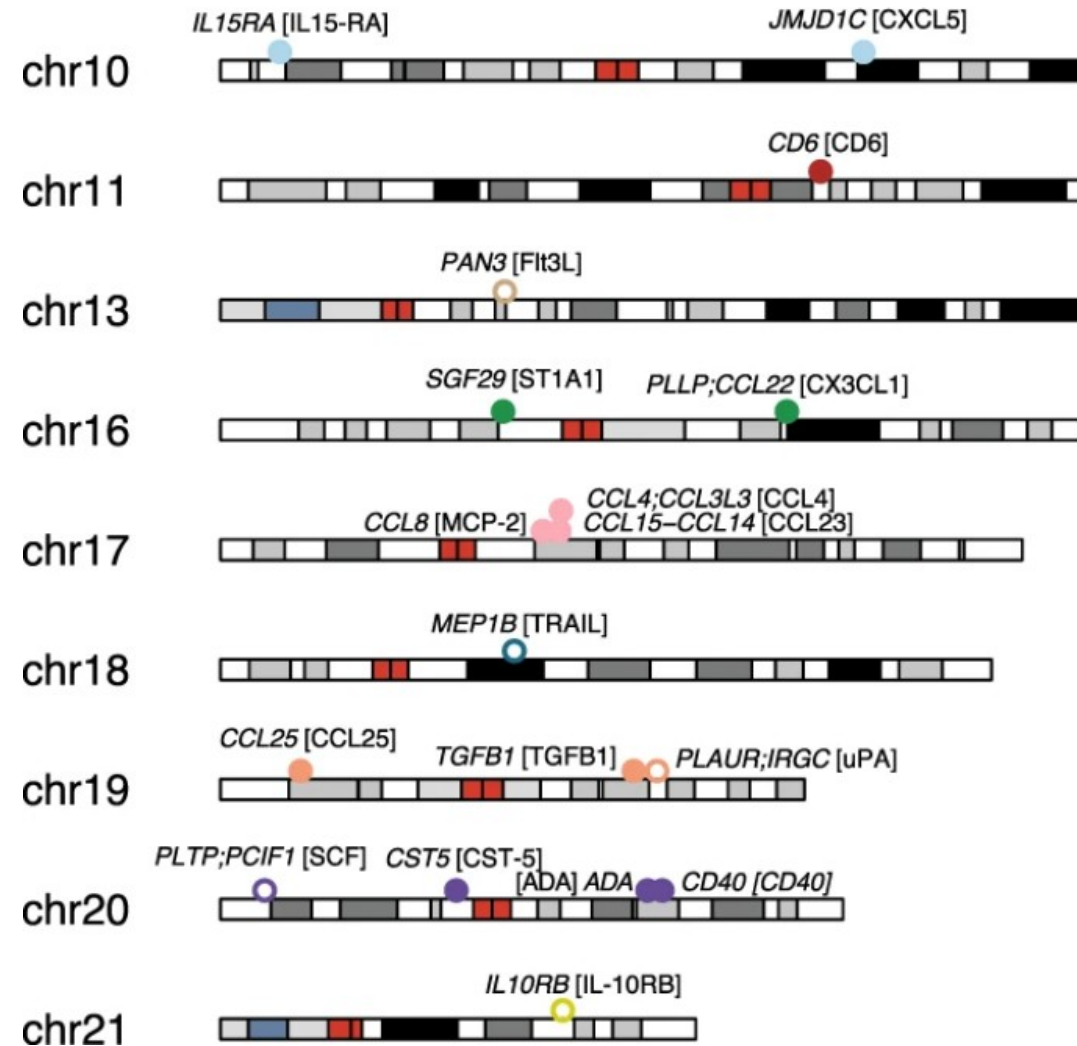 IL15RA [IL15-RA] JMJD1C [CXCL5]
chr10
CD6 [CD6]
chr11
PAN3 [Flt3L]
chr13
SGF29 [ST1A1] PLLP;CCL22 [CX3CL1]
chr16
CCL4;CCL3L3 [CCL4]
CCL8 [MCP-2] CCL15–CCL14 [CCL23]
chr17
MEP1B [TRAIL]
chr18
CCL25 [CCL25]
TGFB1 [TGFB1] PLAUR;IRGC [uPA]
chr19
PLTP;PCIF1 [SCF] CST5 [CST-5]
[ADA] ADA CD40 [CD40]
chr20
IL10RB [IL-10RB]
chr21